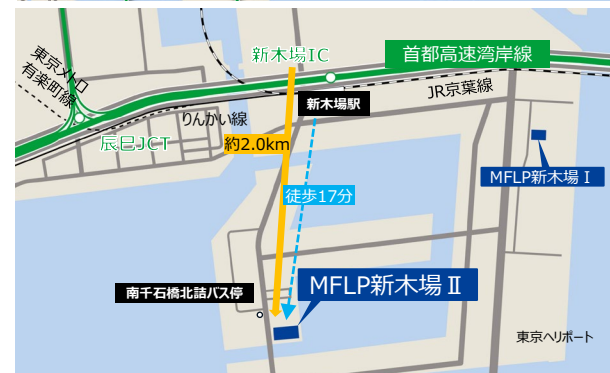 東京メトロ
有楽町線
新木場IC
首都高速湾岸線
JR京葉線
新木場駅
りんかい線
辰巳JCT
約2.0km
徒歩17分
MFLP新木場Ⅰ
MFLP新木場Ⅱ
南千石橋北詰バス停
東京ヘリポート